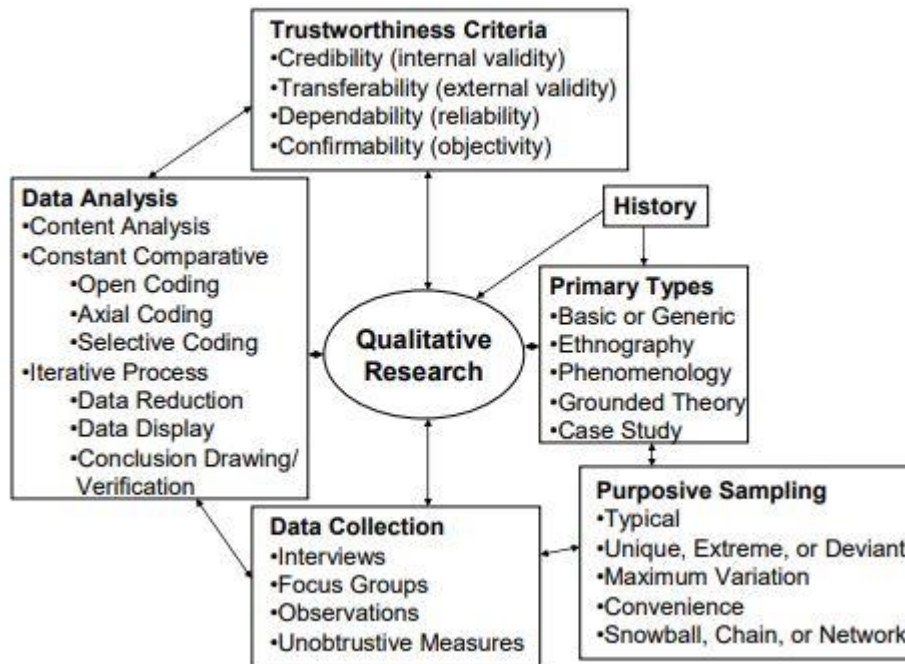 Trustworthiness Criteria
•Credibility (internal validity)
•Transferability (external validity)
•Dependability (reliability)
•Confirmability (objectivity)
Data Analysis
•Content Analysis
•Constant Comparative
•Open Coding
•Axial Coding
•Selective Coding
•Iterative Process
•Data Reduction
•Data Display
•Conclusion Drawing/
Verification
History
Qualitative
Research
Primary Types
•Basic or Generic
•Ethnography
•Phenomenology
•Grounded Theory
•Case Study
Data Collection
•Interviews
•Focus Groups
•Observations
•Unobtrustive Measures
Purposive Sampling
•Typical
•Unique, Extreme, or Deviant
•Maximum Variation
•Convenience
•Snowball, Chain, or Network